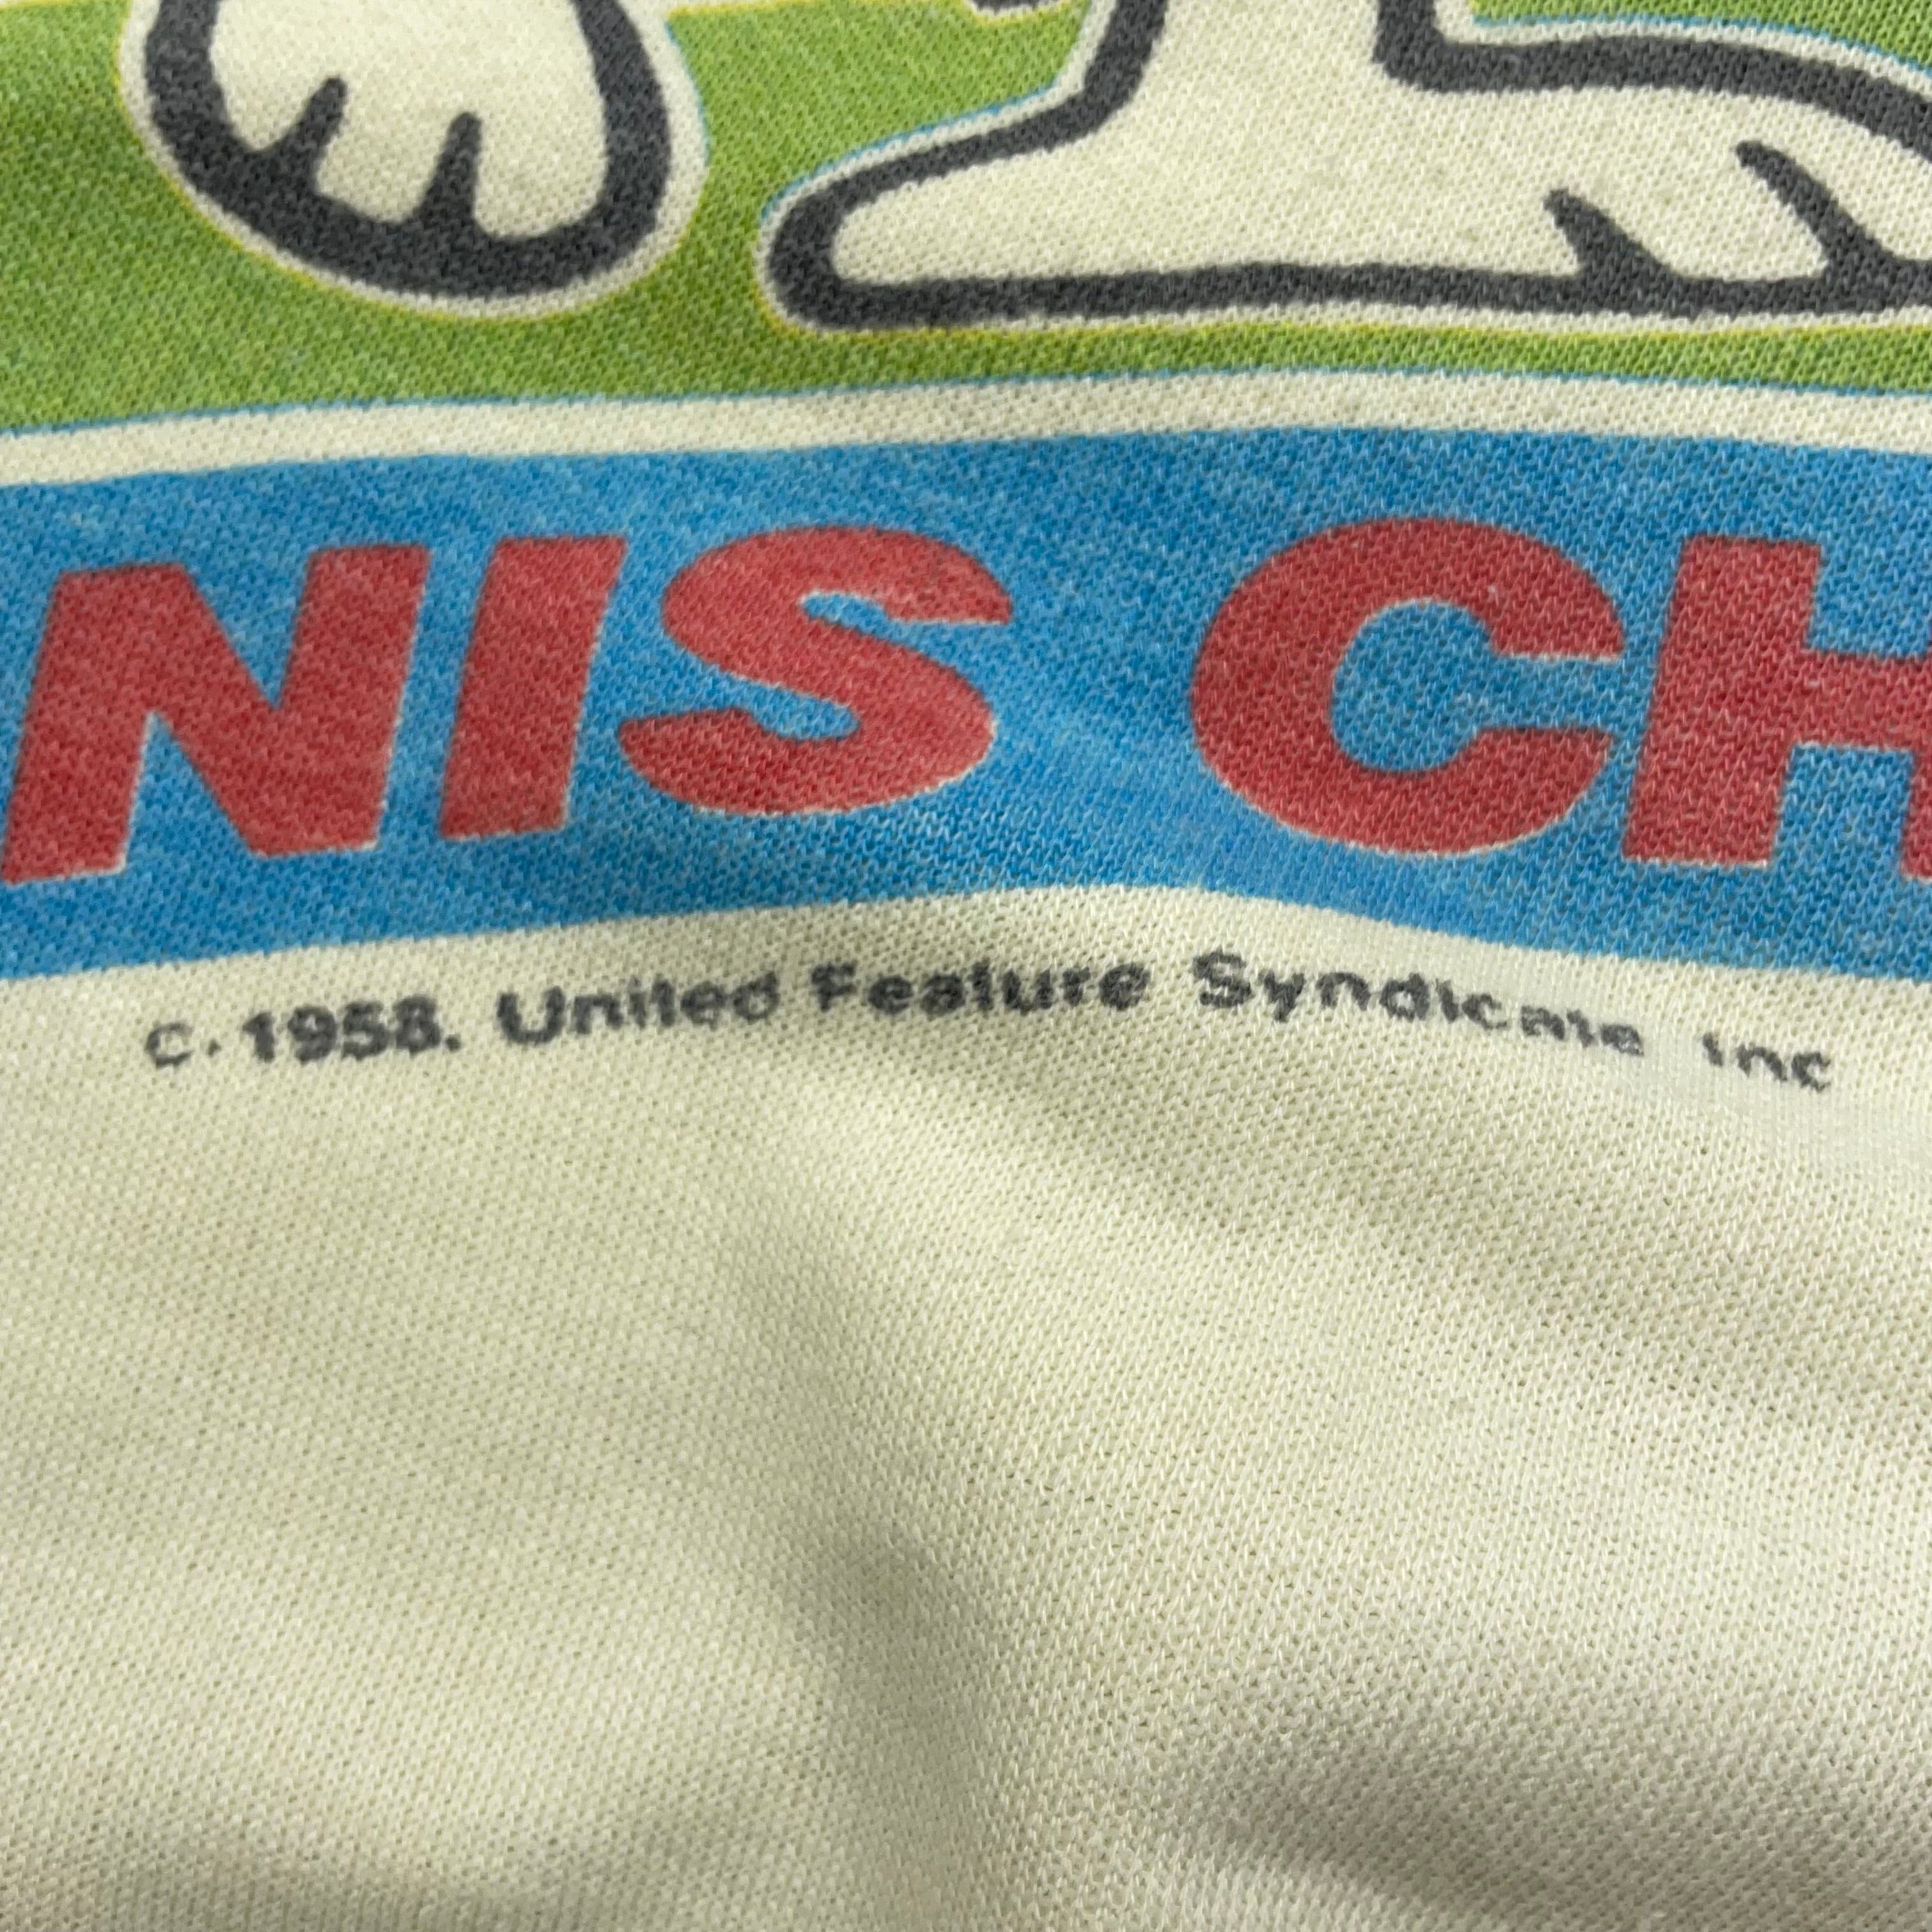 NIS CH
c. 1958. United Feature Syndicate Inc